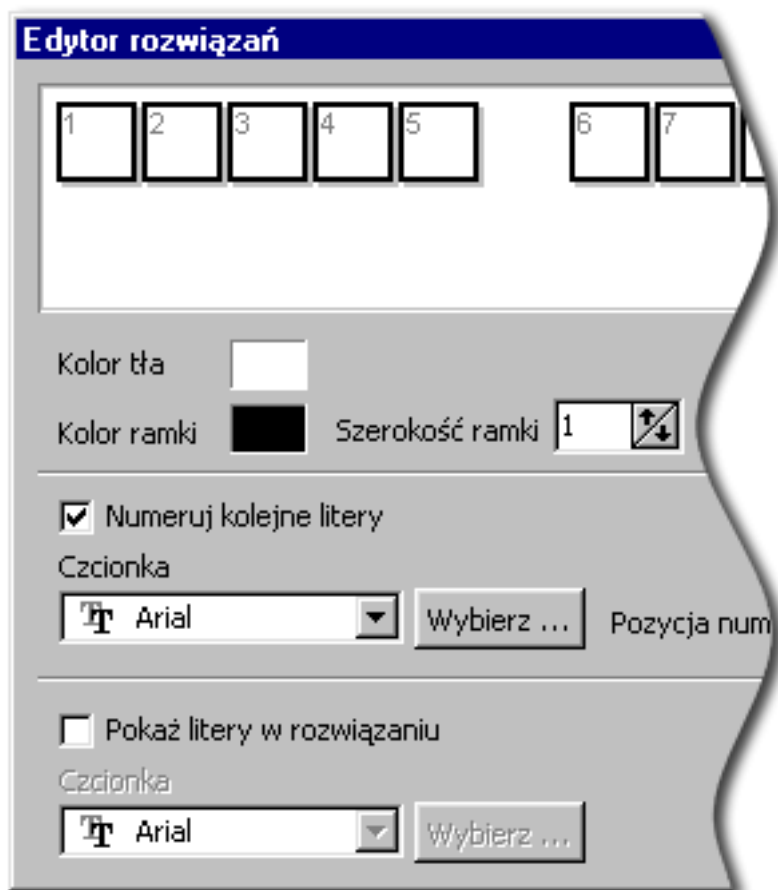 Edytor rozwiązań
1 2 3 4 5 6 7
Kolor tła
Kolor ramki Szerokość ramki 1
Numeruj kolejne litery
Czcionka
Arial Wybierz ... Pozycja num
Pokaż litery w rozwiązaniu
Czcionka
Arial Wybierz ...